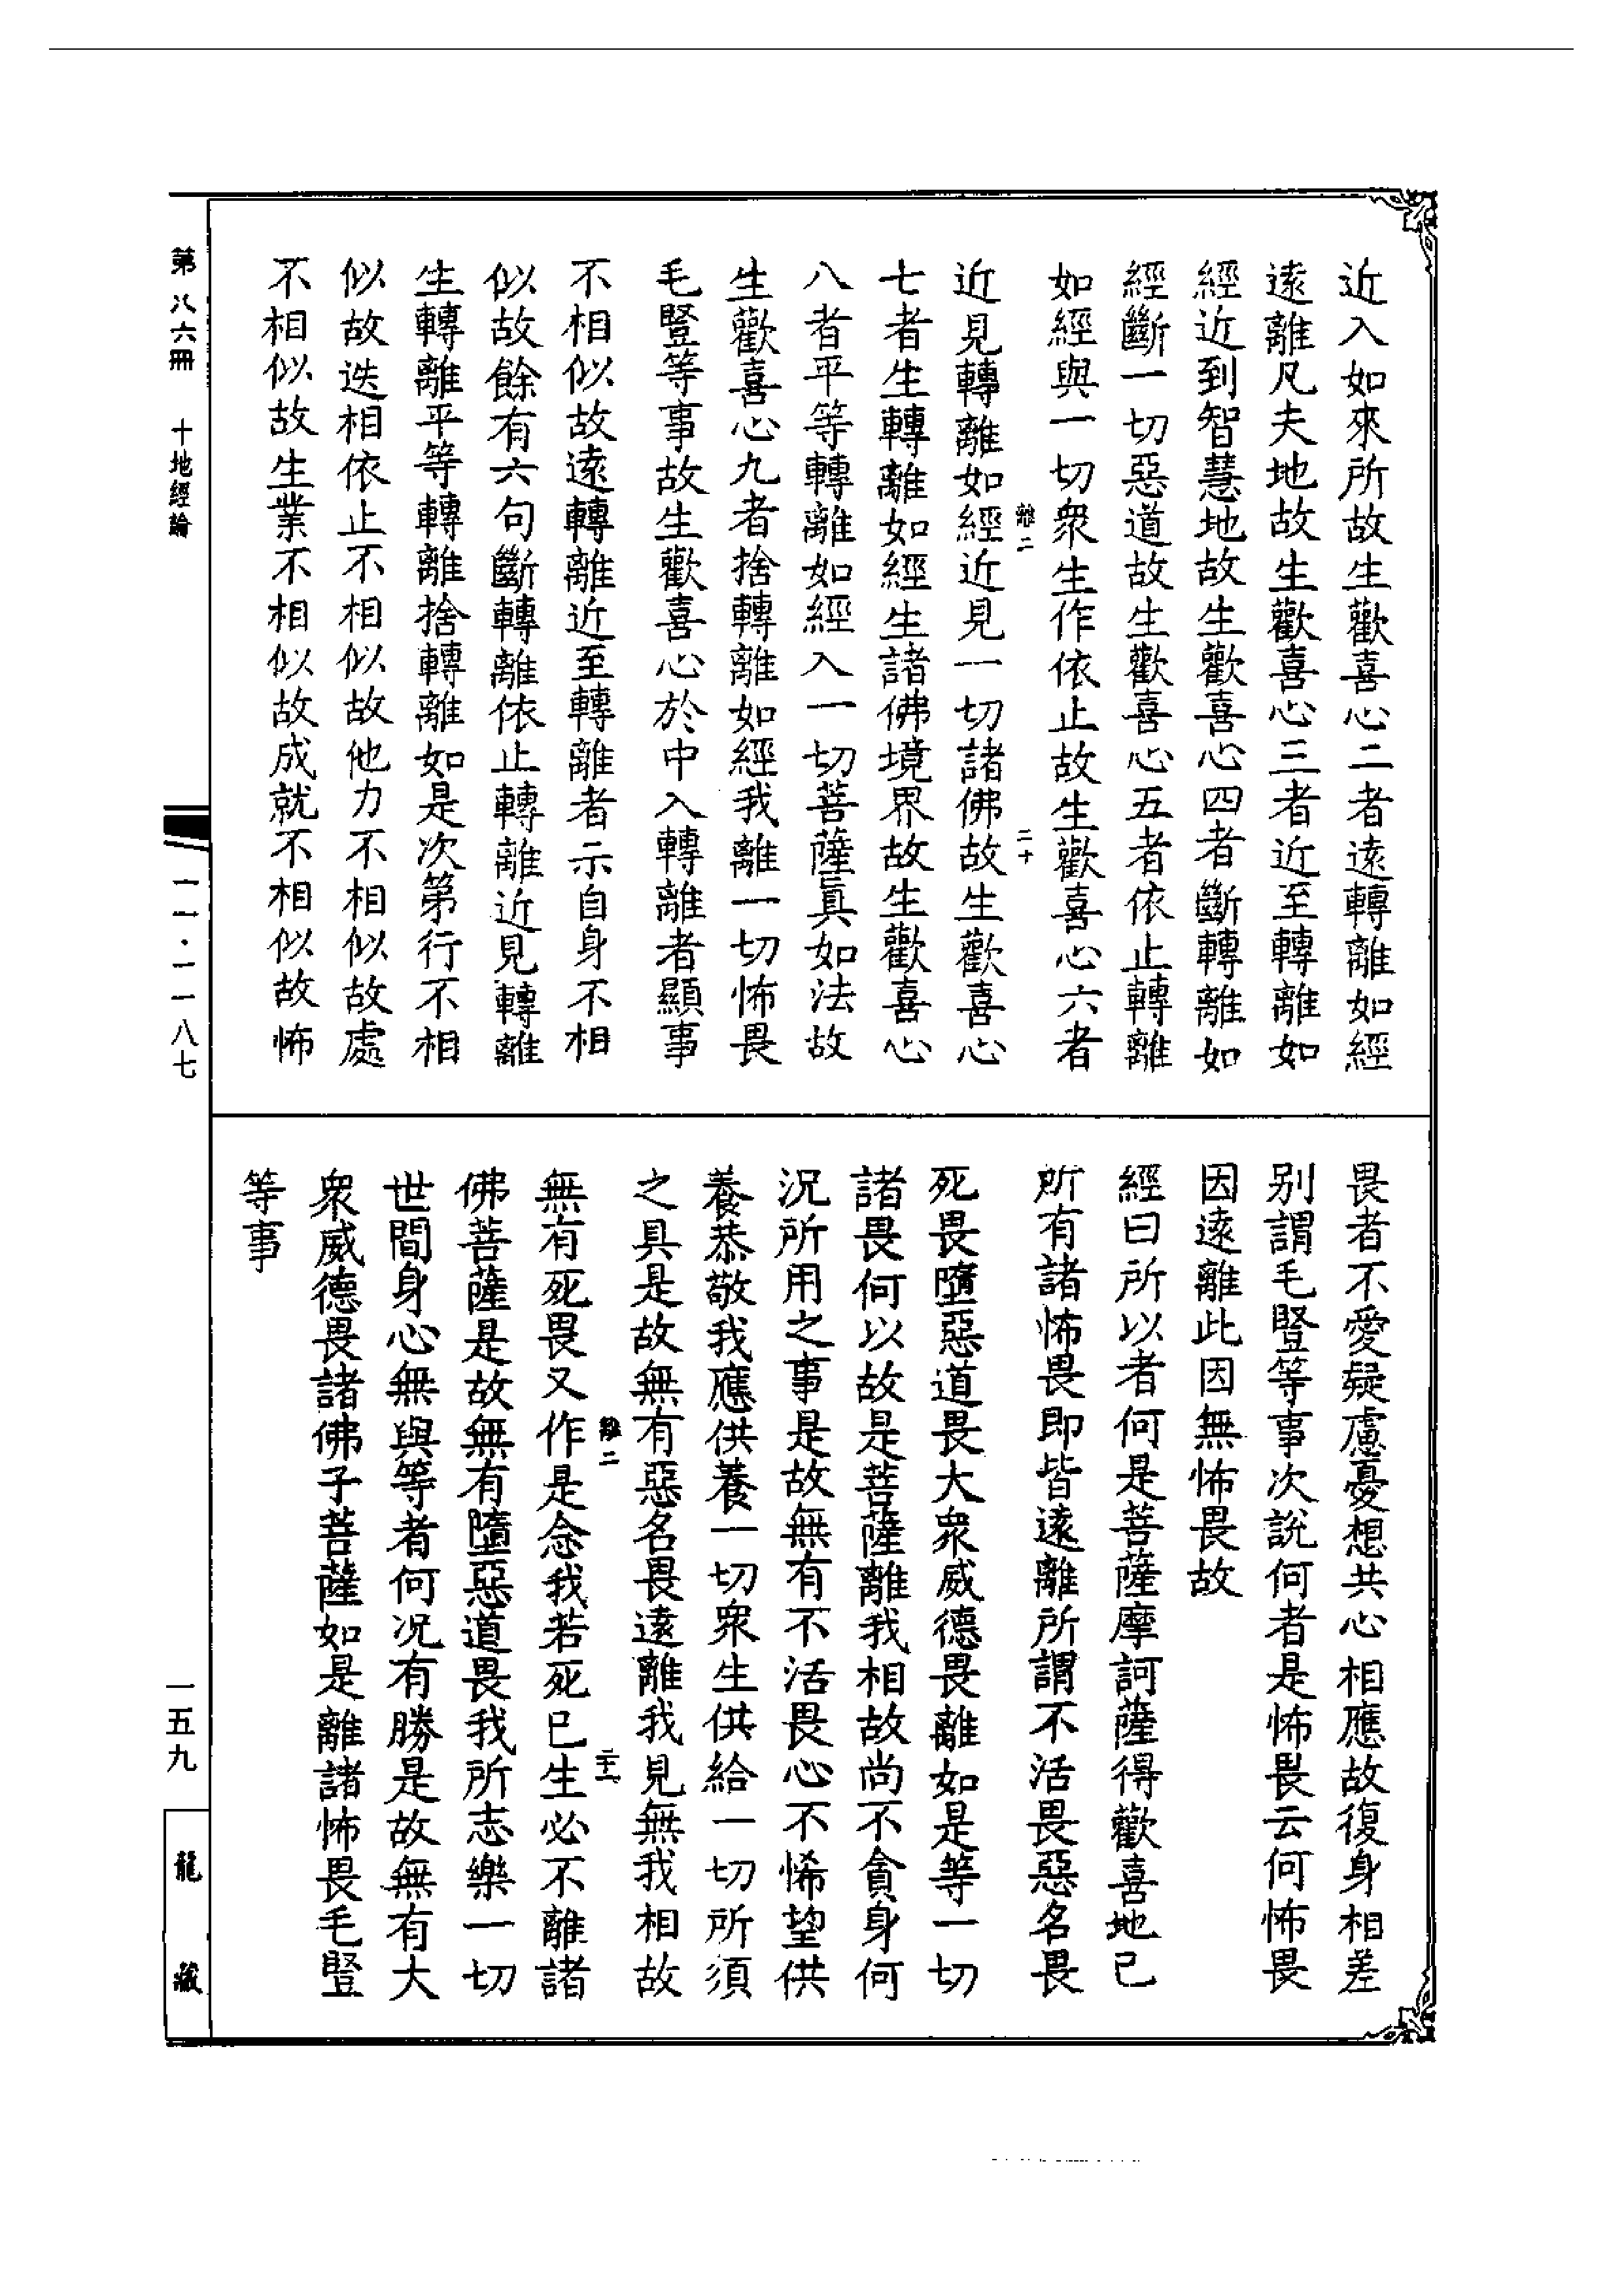 近入如來所故生歡喜心二者遠轉離如經
遠離凡夫地故生歡喜心三者近至轉離如
經近到智慧地故生歡喜心四者斷轉離如
經斷一切惡道故生歡喜心五者依止轉離
如經與一切衆生作依止故生歡喜心六者
離二
二十
近見轉離如經近見一切諸佛故生歡喜心
七者生轉離如經生諸佛境界故生歡喜心
八者平等轉離如經入一切菩薩眞如法故
生歡喜心九者捨轉離如經我離一切怖畏
毛豎等事故生歡喜心於中入轉離者顯事
不相似故遠轉離近至轉離者示自身不相
似故餘有六句斷轉離依止轉離近見轉離
生轉離平等轉離捨轉離如是次第行不相
似故迭相依止不相似故他力不相似故處
不相似故生業不相似故成就不相似故怖
畏者不愛疑慮憂想共心相應故復身相差
別謂毛豎等事次說何者是怖畏云何怖畏
因遠離此因無怖畏故
經曰所以者何是菩薩摩訶薩得歡喜地已
所有諸怖畏即皆遠離所謂不活畏惡名畏
死畏墮惡道畏大衆威德畏離如是等一切
諸畏何以故是菩薩離我相故尚不貪身何
況所用之事是故無有不活畏心不悕望供
養恭敬我應供養一切衆生供給一切所須
之具是故無有惡名畏遠離我見無我相故
離二
二十一
無有死畏又作是念我若死已生必不離諸
佛菩薩是故無有墮惡道畏我所志樂一切
世間身心無與等者何况有勝是故無有大
衆威德畏諸佛子菩薩如是離諸怖畏毛豎
等事
第八六冊 十地經論
一一·一一八七
一五九
龍藏